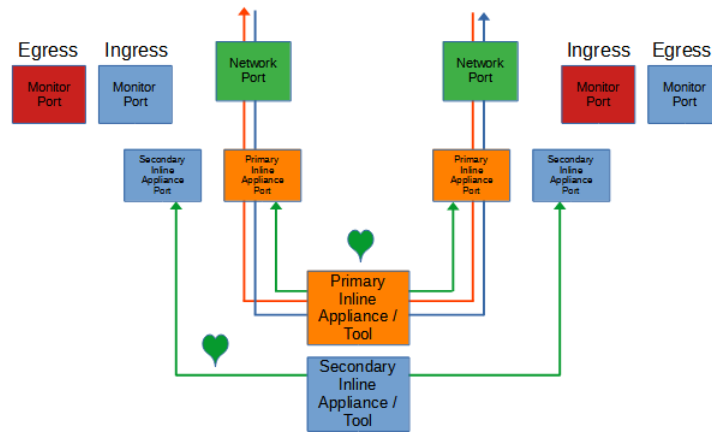 Egress
Ingress
Ingress
Egress
Monitor
Port
Monitor
Port
Network
Port
Network
Port
Monitor
Port
Monitor
Port
Secondary
Inline
Appliance
Port
Primary
Inline
Appliance
Port
Primary
Inline
Appliance
Port
Secondary
Inline
Appliance
Port
Primary
Inline
Appliance /
Tool
Secondary
Inline
Appliance /
Tool